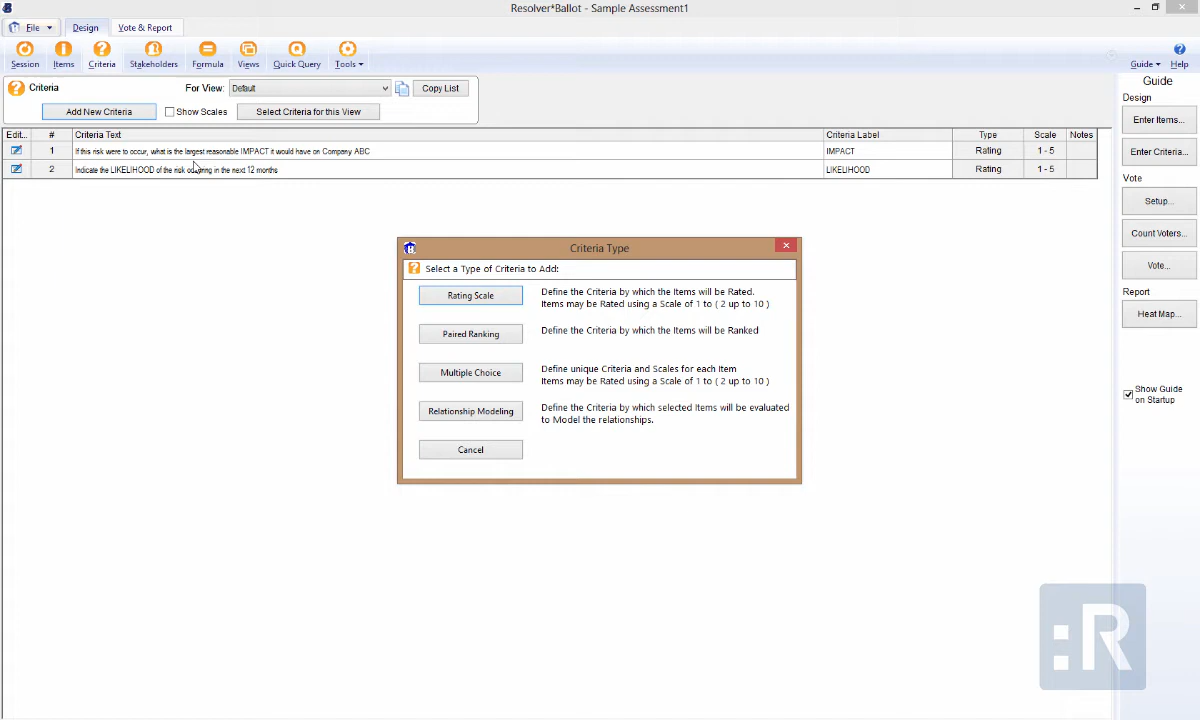 Resolver*Ballot - Sample Assessment1
File
Design
Vote & Report
Session
Items
Criteria
Stakeholders
Formula
Views
Quick Query
Tools
Guide
Help
Criteria
For View:
Default
Copy List
Add New Criteria
Show Scales
Select Criteria for this View
Edit... # Criteria Text Criteria Label Type Scale Notes
1 If this risk were to occur, what is the largest reasonable IMPACT it would have on Company ABC IMPACT Rating 1 - 5
2 Indicate the LIKELIHOOD of the risk occuring in the next 12 months LIKELIHOOD Rating 1 - 5
Criteria Type
Select a Type of Criteria to Add:
Rating Scale
Define the Criteria by which the Items will be Rated.
Items may be Rated using a Scale of 1 to ( 2 up to 10 )
Paired Ranking
Define the Criteria by which the Items will be Ranked
Multiple Choice
Define unique Criteria and Scales for each Item
Items may be Rated using a Scale of 1 to ( 2 up to 10 )
Relationship Modeling
Define the Criteria by which selected Items will be evaluated
to Model the relationships.
Cancel
Guide
Design
Enter Items...
Enter Criteria...
Vote
Setup...
Count Voters...
Vote...
Report
Heat Map...
Show Guide
on Startup
:R